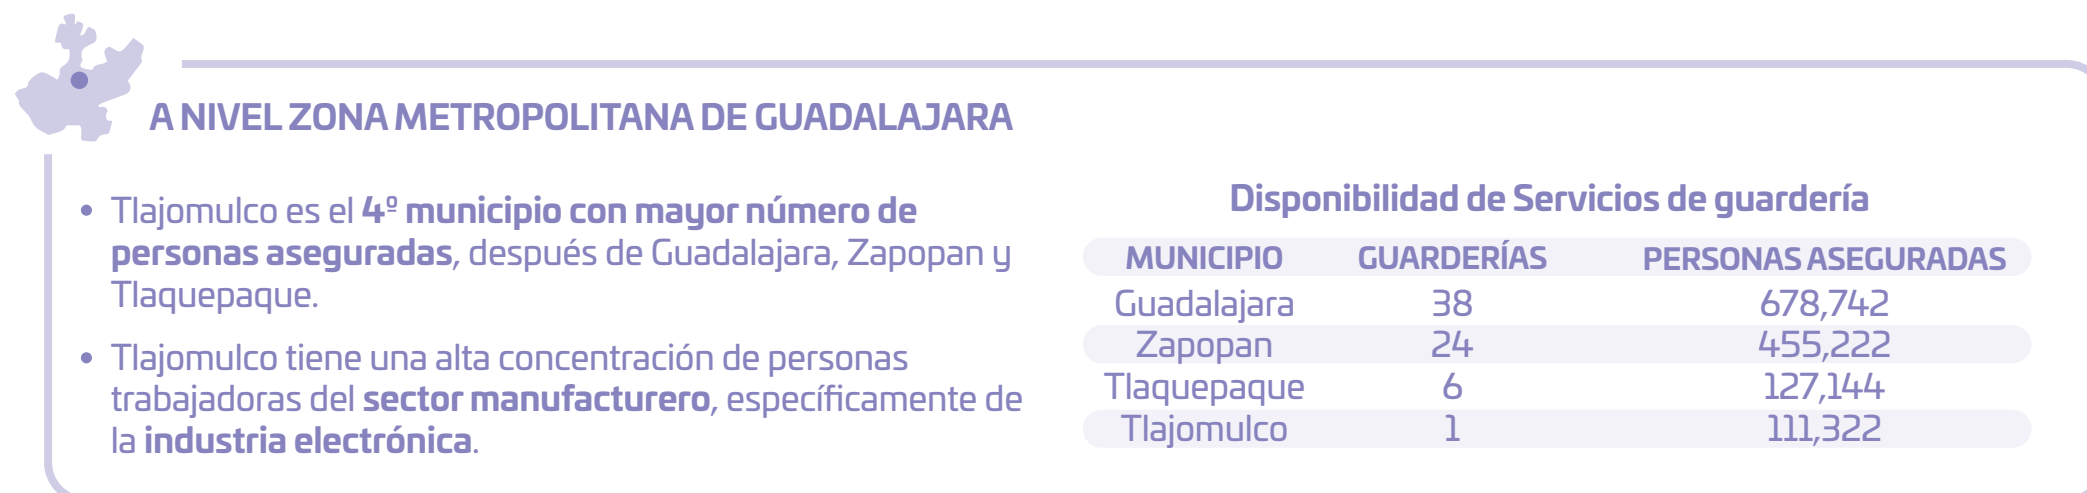 A NIVEL ZONA METROPOLITANA DE GUADALAJARA
• Tlajomulco es el 4º municipio con mayor número de
personas aseguradas, después de Guadalajara, Zapopan y
Tlaquepaque.
• Tlajomulco tiene una alta concentración de personas
trabajadoras del sector manufacturero, específicamente de
la industria electrónica.
Disponibilidad de Servicios de guardería
MUNICIPIO GUARDERÍAS PERSONAS ASEGURADAS
Guadalajara 38 678,742
Zapopan 24 455,222
Tlaquepaque 6 127,144
Tlajomulco 1 111,322